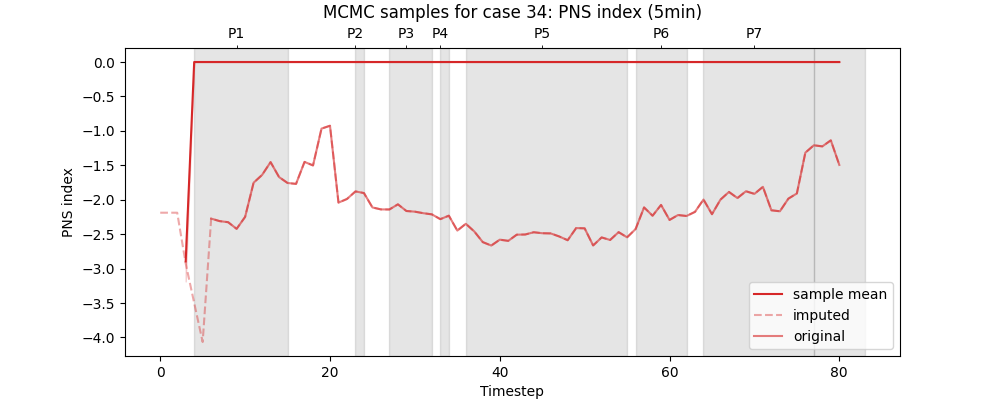 MCMC samples for case 34: PNS index (5min)
P1 P2 P3 P4 P5 P6 P7
0.0
−0.5
−1.0
−1.5
−2.0
−2.5
−3.0
−3.5
−4.0
PNS index
sample mean
imputed
original
0 20 40 60 80
Timestep